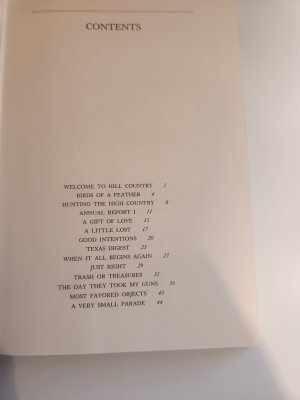 CONTENTS
WELCOME TO HILL COUNTRY 1
BIRDS OF A FEATHER 4
HUNTING THE HIGH COUNTRY 8
ANNUAL REPORT I 11
A GIFT OF LOVE 15
A LITTLE LOST 17
GOOD INTENTIONS 20
TEXAS DIGEST 23
WHEN IT ALL BEGINS AGAIN 27
JUST RIGHT 29
TRASH OR TREASURES 32
THE DAY THEY TOOK MY GUNS 36
MOST FAVORED OBJECTS 40
A VERY SMALL PARADE 44